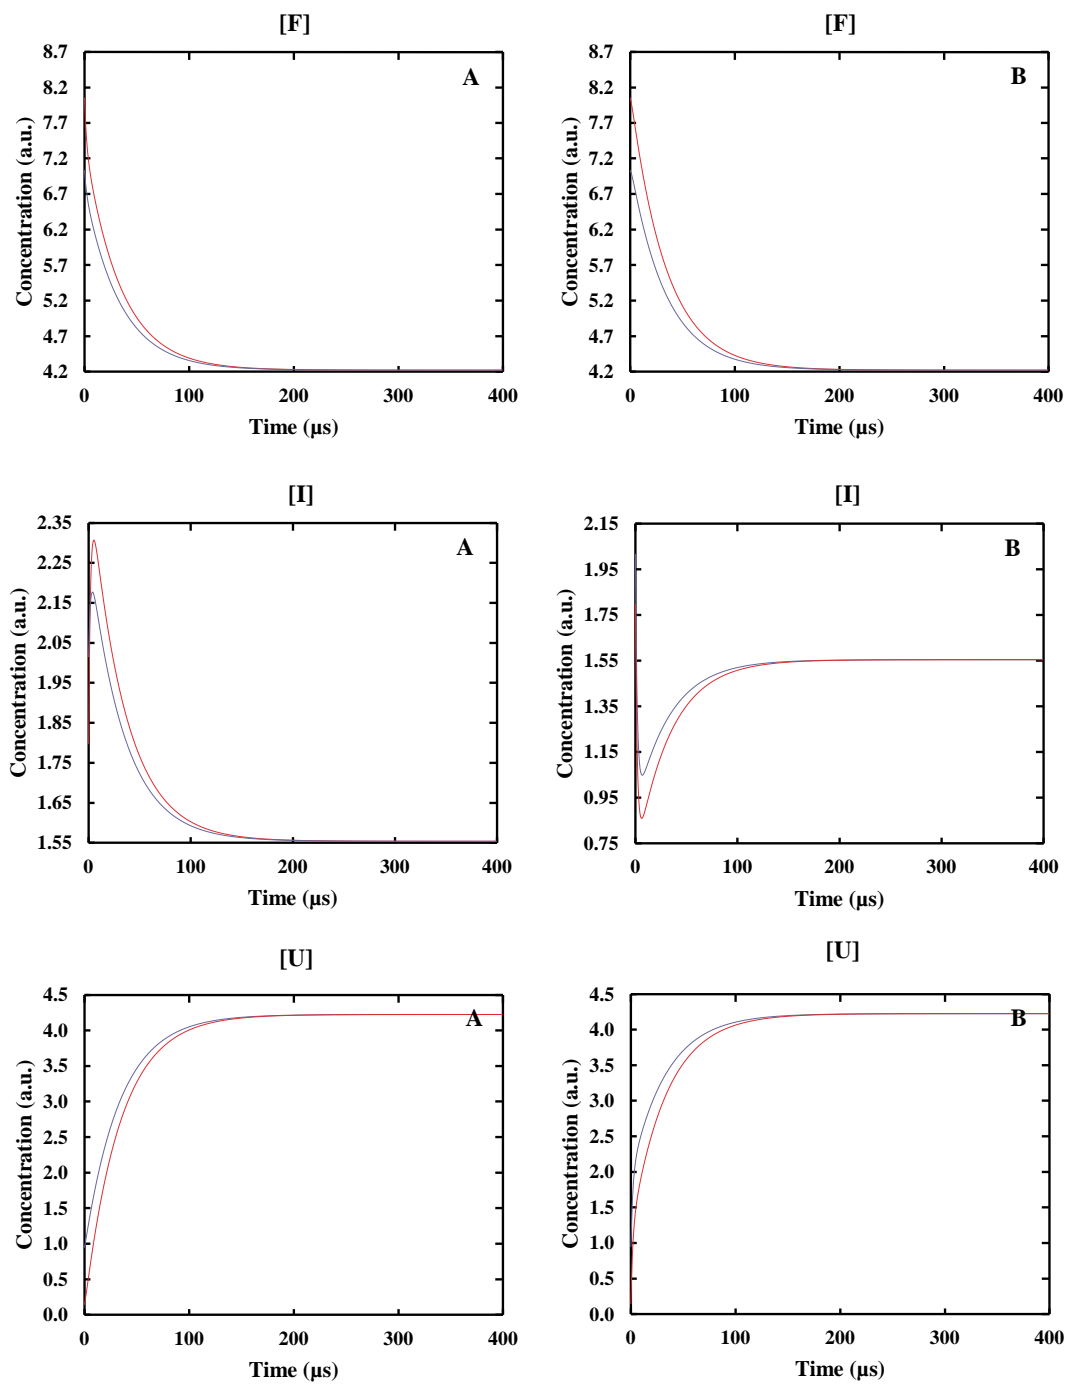 [F]
8.7
8.2
7.7
7.2
6.7
6.2
5.7
5.2
4.7
4.2
Concentration (a.u.)
A
0 100 200 300 400
Time (µs)
[F]
8.7
8.2
7.7
7.2
6.7
6.2
5.7
5.2
4.7
4.2
Concentration (a.u.)
B
0 100 200 300 400
Time (µs)
[I]
2.35
2.25
2.15
2.05
1.95
1.85
1.75
1.65
1.55
Concentration (a.u.)
A
0 100 200 300 400
Time (µs)
[I]
2.15
1.95
1.75
1.55
1.35
1.15
0.95
0.75
Concentration (a.u.)
B
0 100 200 300 400
Time (µs)
[U]
4.5
4.0
3.5
3.0
2.5
2.0
1.5
1.0
0.5
0.0
Concentration (a.u.)
A
0 100 200 300 400
Time (µs)
[U]
4.5
4.0
3.5
3.0
2.5
2.0
1.5
1.0
0.5
0.0
Concentration (a.u.)
B
0 100 200 300 400
Time (µs)